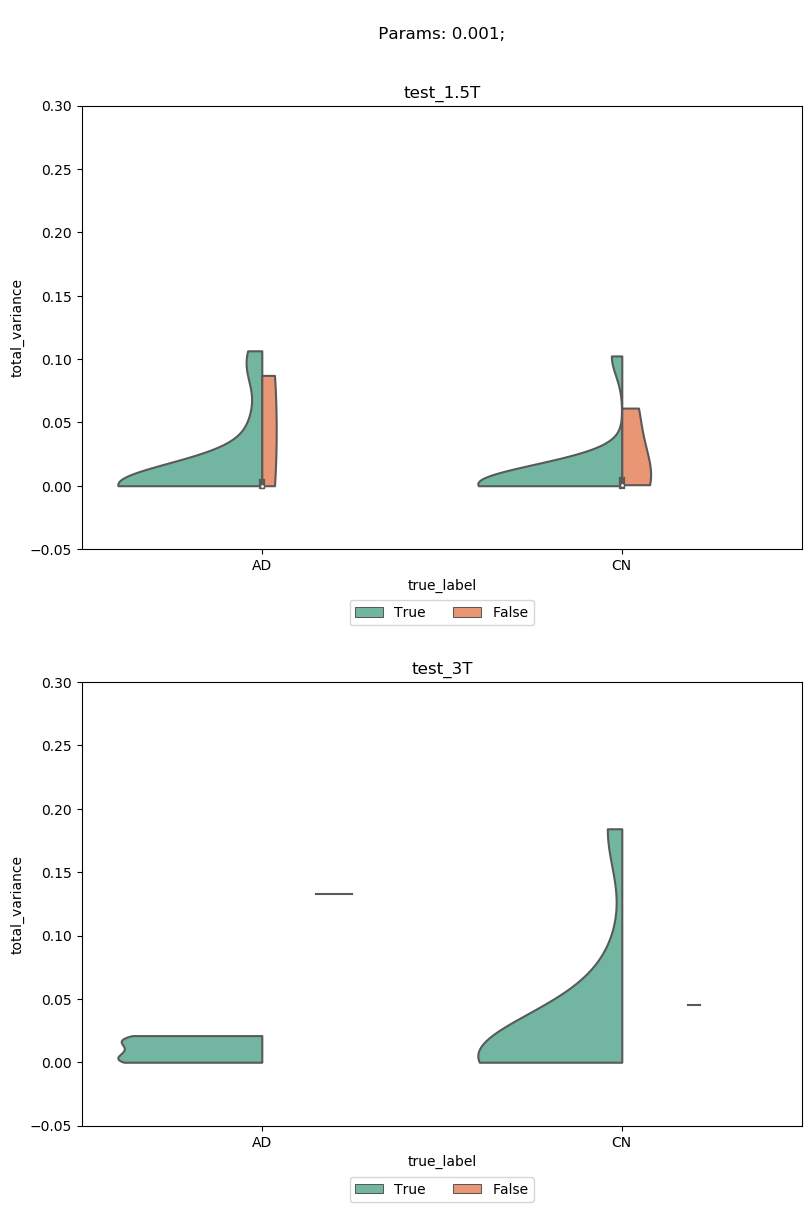 Params: 0.001;
test_1.5T
0.30
0.25
0.20
0.15
0.10
0.05
0.00
−0.05
total_variance
AD CN
true_label
True False
test_3T
0.30
0.25
0.20
0.15
0.10
0.05
0.00
−0.05
total_variance
AD CN
true_label
True False